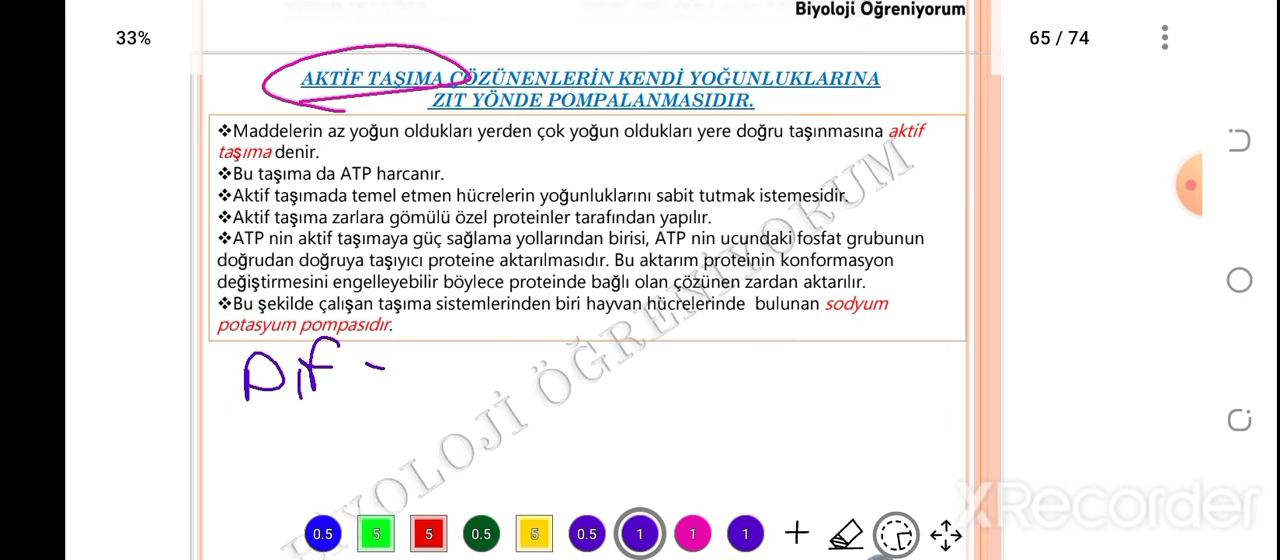 Biyoloji Öğreniyorum
33%
65 / 74
AKTİF TAŞIMA ÇÖZÜNENLERİN KENDİ YOĞUNLUKLARINA
ZIT YÖNDE POMPALANMASIDIR.
❖Maddelerin az yoğun oldukları yerden çok yoğun oldukları yere doğru taşınmasına aktif
taşıma denir.
❖Bu taşıma da ATP harcanır.
❖Aktif taşımada temel etmen hücrelerin yoğunluklarını sabit tutmak istemesidir.
❖Aktif taşıma zarlara gömülü özel proteinler tarafından yapılır.
❖ATP nin aktif taşımaya güç sağlama yollarından birisi, ATP nin ucundaki fosfat grubunun
doğrudan doğruya taşıyıcı proteine aktarılmasıdır. Bu aktarım proteinin konformasyon
değiştirmesini engelleyebilir böylece proteinde bağlı olan çözünen zardan aktarılır.
❖Bu şekilde çalışan taşıma sistemlerinden biri hayvan hücrelerinde bulunan sodyum
potasyum pompasıdır.
Dif -
BİYOLOJİ ÖĞRENİYORUM
XRecorder
0.5 5 5 0.5 5 0.5 1 1 1